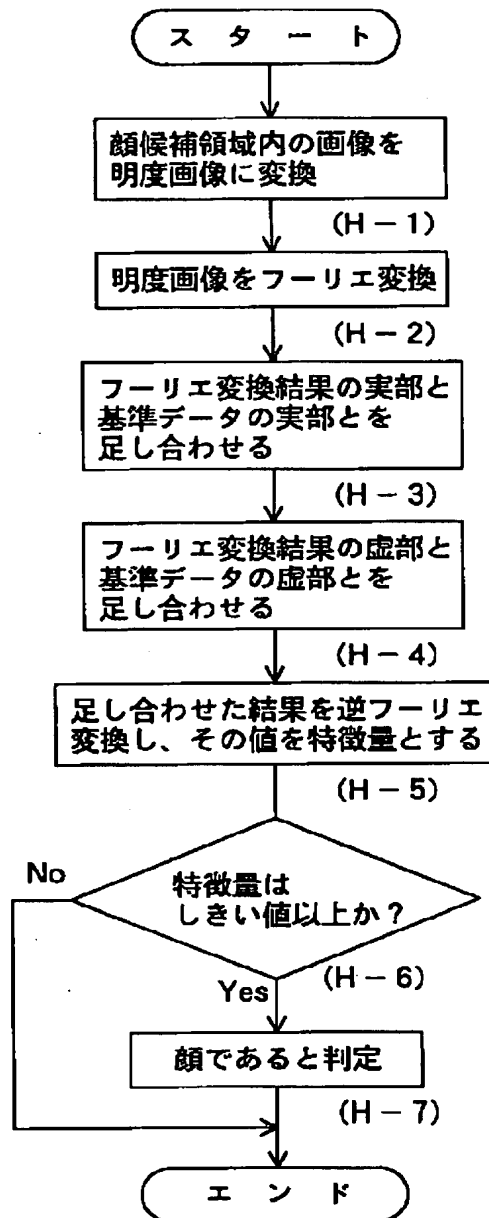 スタート
顔候補領域内の画像を
明度画像に変換
(H-1)
明度画像をフーリエ変換
(H-2)
フーリエ変換結果の実部と
基準データの実部とを
足し合わせる
(H-3)
フーリエ変換結果の虚部と
基準データの虚部とを
足し合わせる
(H-4)
足し合わせた結果を逆フーリエ
変換し、その値を特徴量とする
(H-5)
No
特徴量は
しきい値以上か?
(H-6)
Yes
顔であると判定
(H-7)
エンド